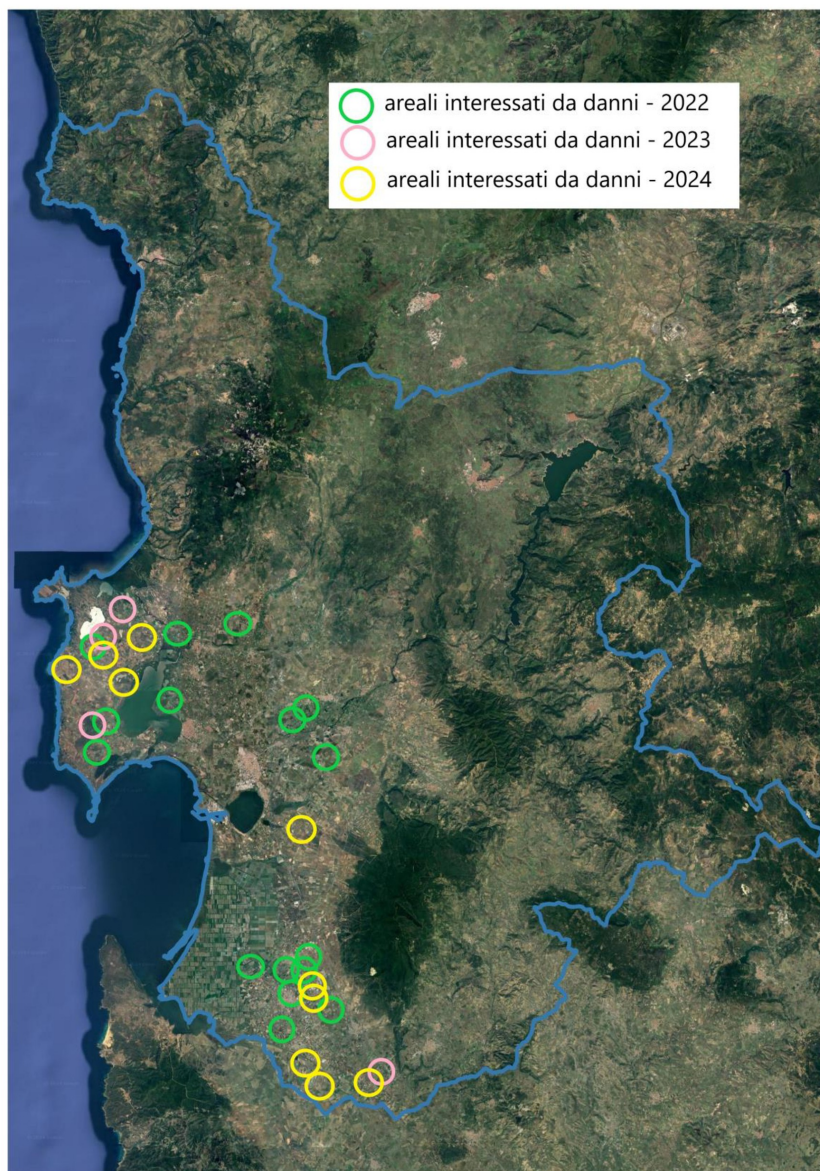 areali interessati da danni - 2022
areali interessati da danni - 2023
areali interessati da danni - 2024